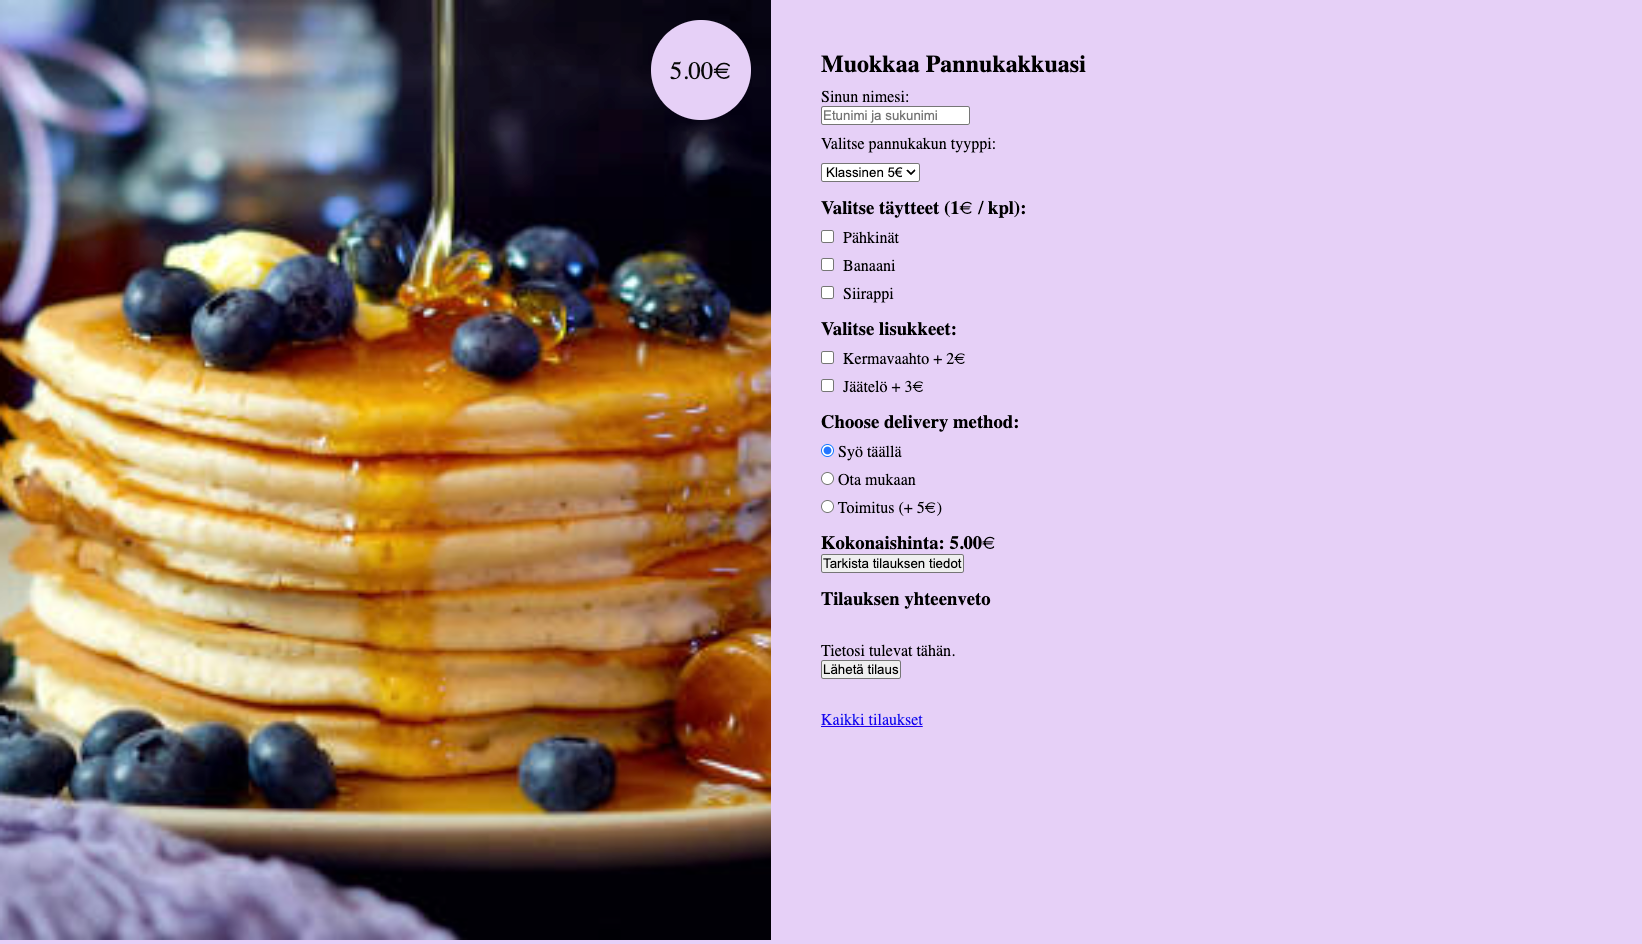 5.00€
Muokkaa Pannukakkuasi
Sinun nimesi:
Etunimi ja sukunimi
Valitse pannukakun tyyppi:
Klassinen 5€
Valitse täytteet (1€ / kpl):
Pähkinät
Banaani
Siirappi
Valitse lisukkeet:
Kermavaahto + 2€
Jäätelö + 3€
Choose delivery method:
Syö täällä
Ota mukaan
Toimitus (+ 5€)
Kokonaishinta: 5.00€
Tarkista tilauksen tiedot
Tilauksen yhteenveto
Tietosi tulevat tähän.
Lähetä tilaus
Kaikki tilaukset